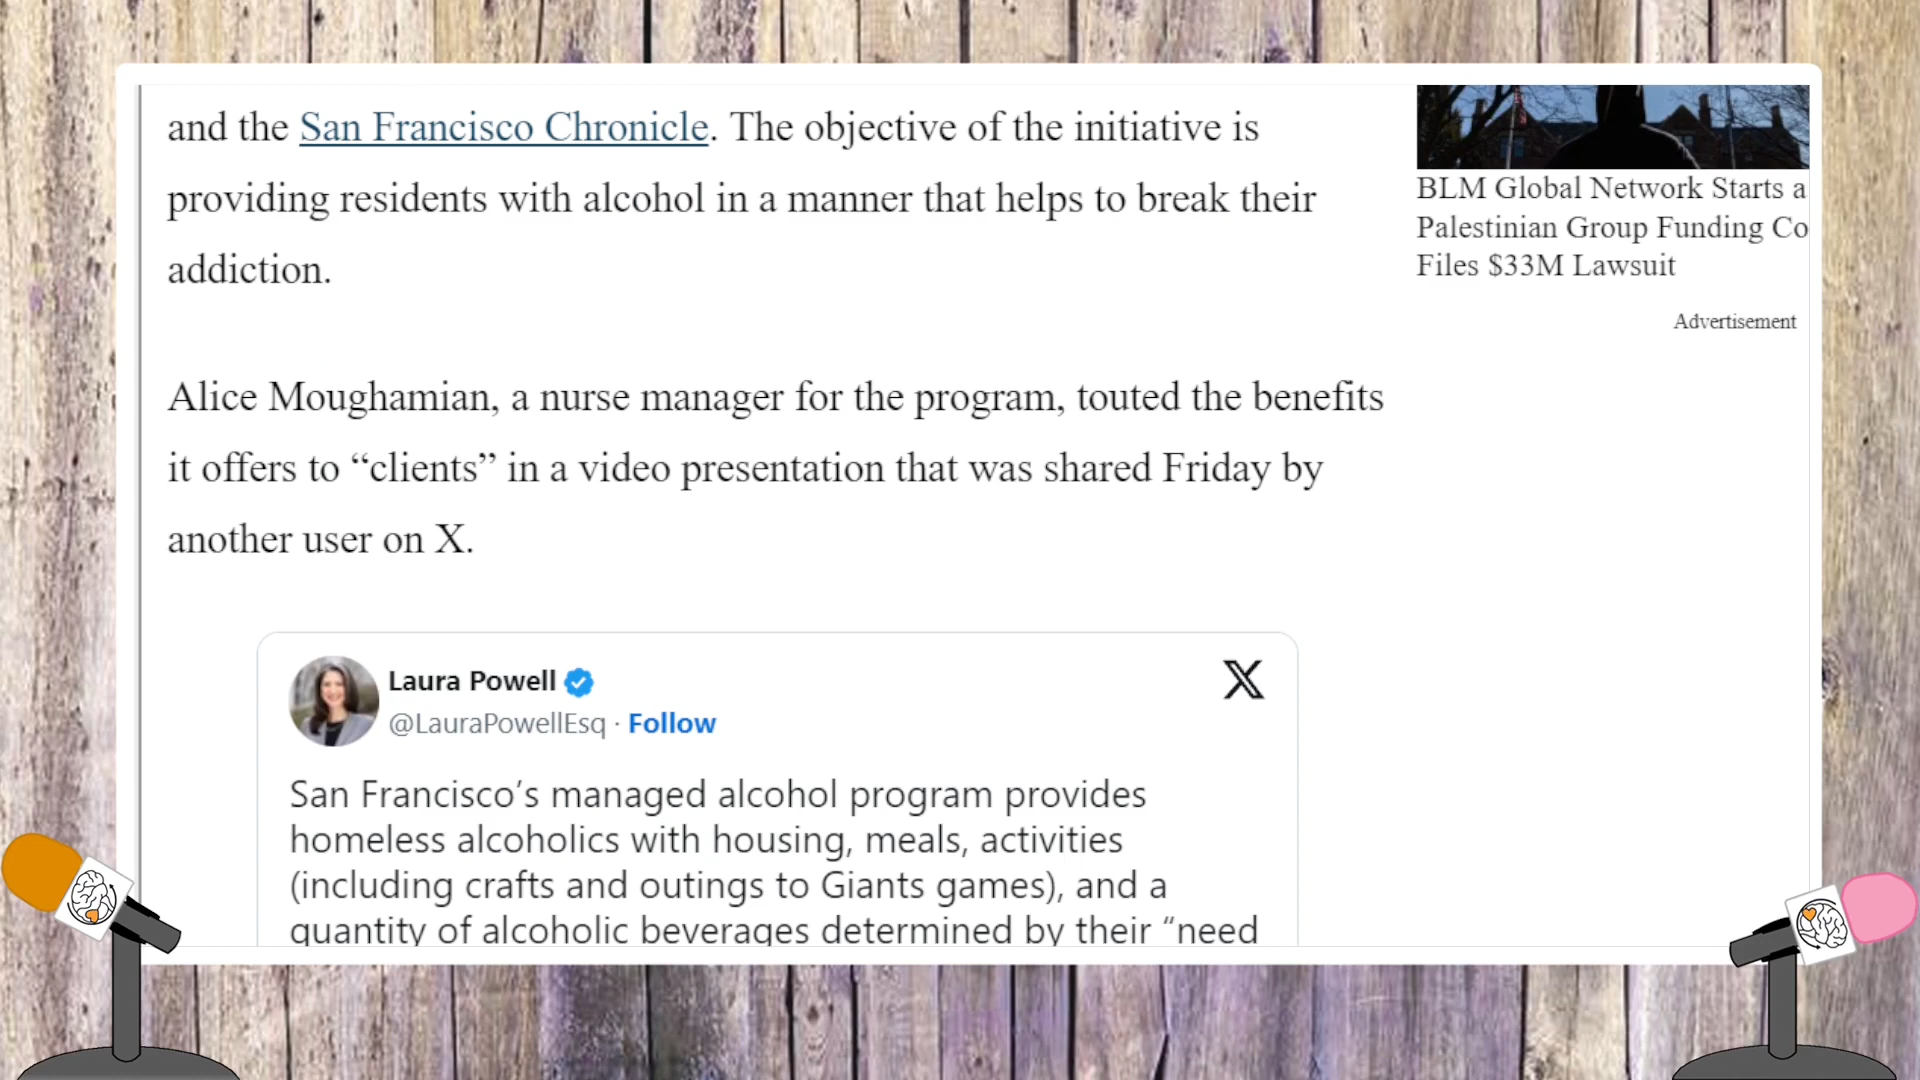 and the San Francisco Chronicle. The objective of the initiative is
providing residents with alcohol in a manner that helps to break their
addiction.
Alice Moughamian, a nurse manager for the program, touted the benefits
it offers to “clients” in a video presentation that was shared Friday by
another user on X.
BLM Global Network Starts a
Palestinian Group Funding Co
Files $33M Lawsuit
Advertisement
Laura Powell
@LauraPowellEsq · Follow
San Francisco’s managed alcohol program provides
homeless alcoholics with housing, meals, activities
(including crafts and outings to Giants games), and a
quantity of alcoholic beverages determined by their “need